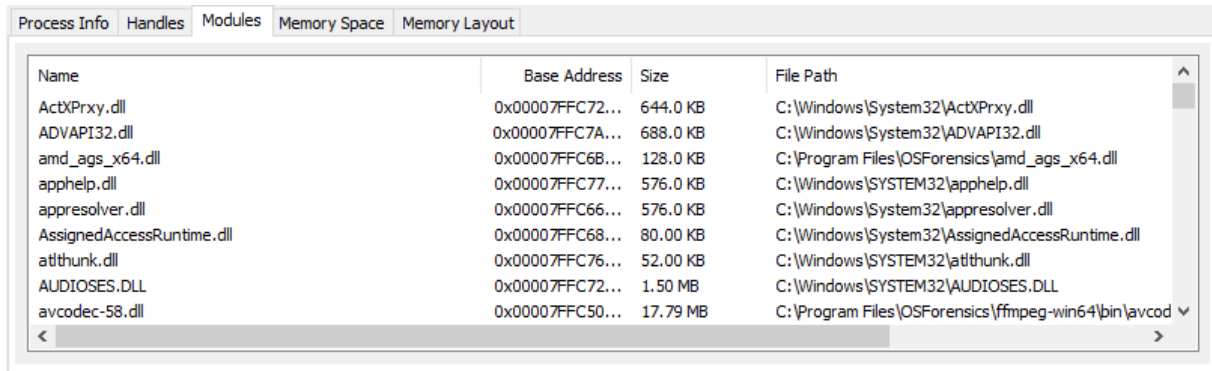 Process Info Handles Modules Memory Space Memory Layout
Name Base Address Size File Path
ActXPrxy.dll 0x00007FFC72... 644.0 KB C:\Windows\System32\ActXPrxy.dll
ADVAPI32.dll 0x00007FFC7A... 688.0 KB C:\Windows\System32\ADVAPI32.dll
amd_ags_x64.dll 0x00007FFC6B... 128.0 KB C:\Program Files\OSForensics\amd_ags_x64.dll
apphelp.dll 0x00007FFC77... 576.0 KB C:\Windows\SYSTEM32\apphelp.dll
appresolver.dll 0x00007FFC66... 576.0 KB C:\Windows\System32\appresolver.dll
AssignedAccessRuntime.dll 0x00007FFC68... 80.00 KB C:\Windows\System32\AssignedAccessRuntime.dll
atlthunk.dll 0x00007FFC76... 52.00 KB C:\Windows\SYSTEM32\atlthunk.dll
AUDIOSES.DLL 0x00007FFC72... 1.50 MB C:\Windows\SYSTEM32\AUDIOSES.DLL
avcodec-58.dll 0x00007FFC50... 17.79 MB C:\Program Files\OSForensics\ffmpeg-win64\bin\avcod